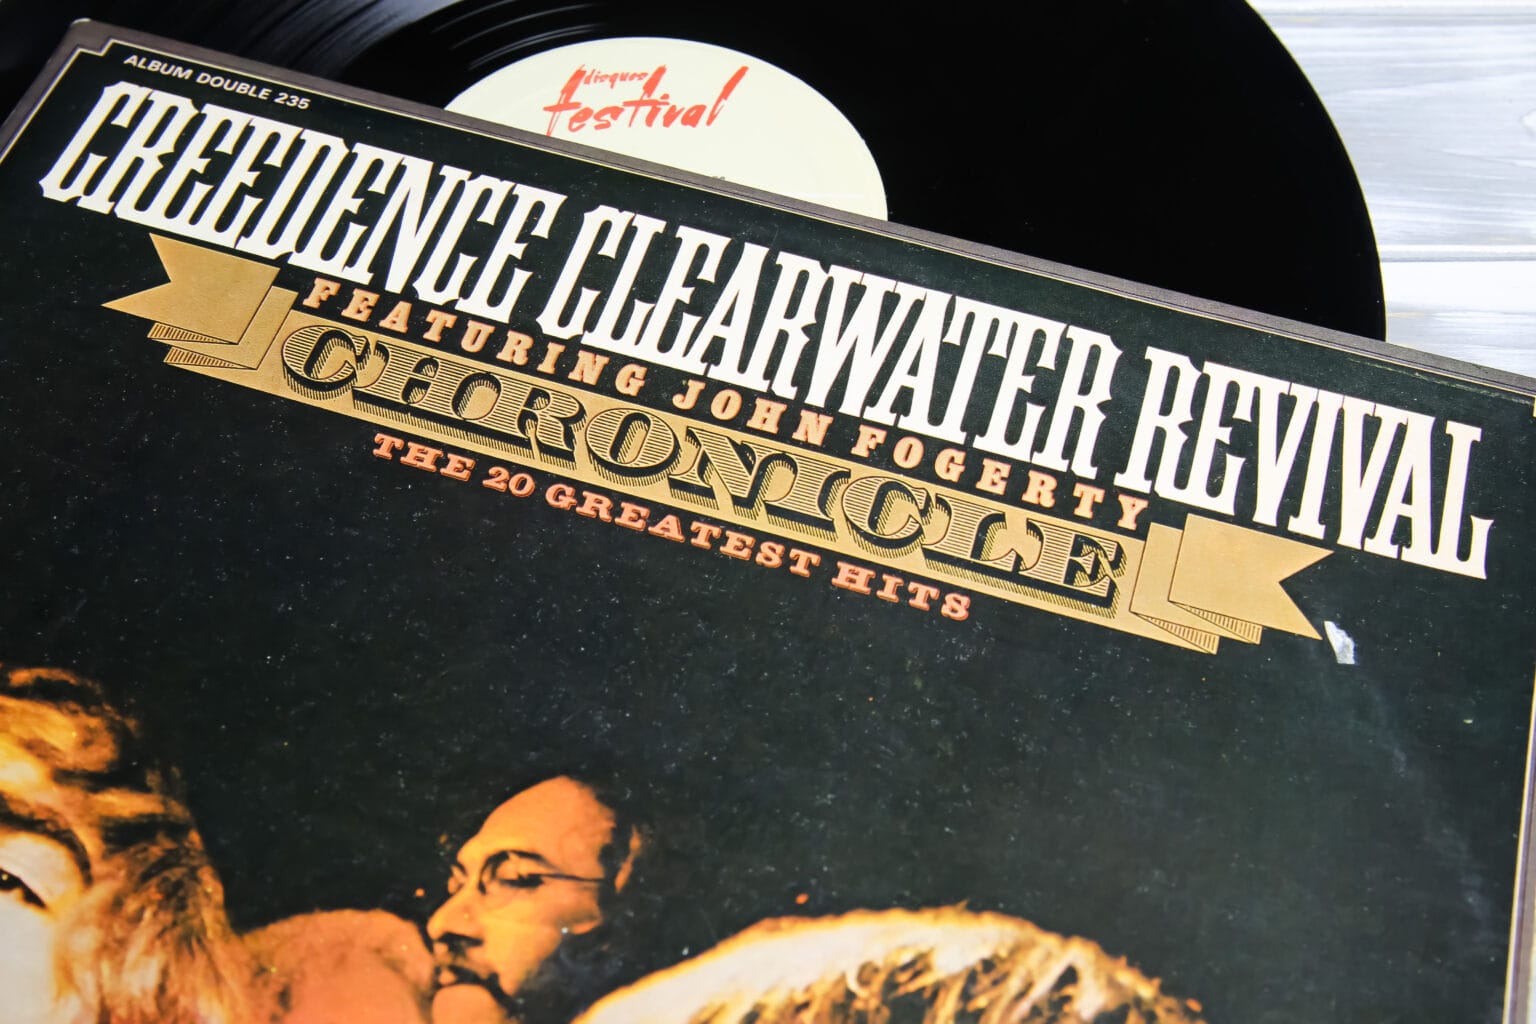 disques
festival
ALBUM DOUBLE 235
CREEDENCE CLEARWATER REVIVAL
FEATURING JOHN FOGERTY
CHRONICLE
THE 20 GREATEST HITS